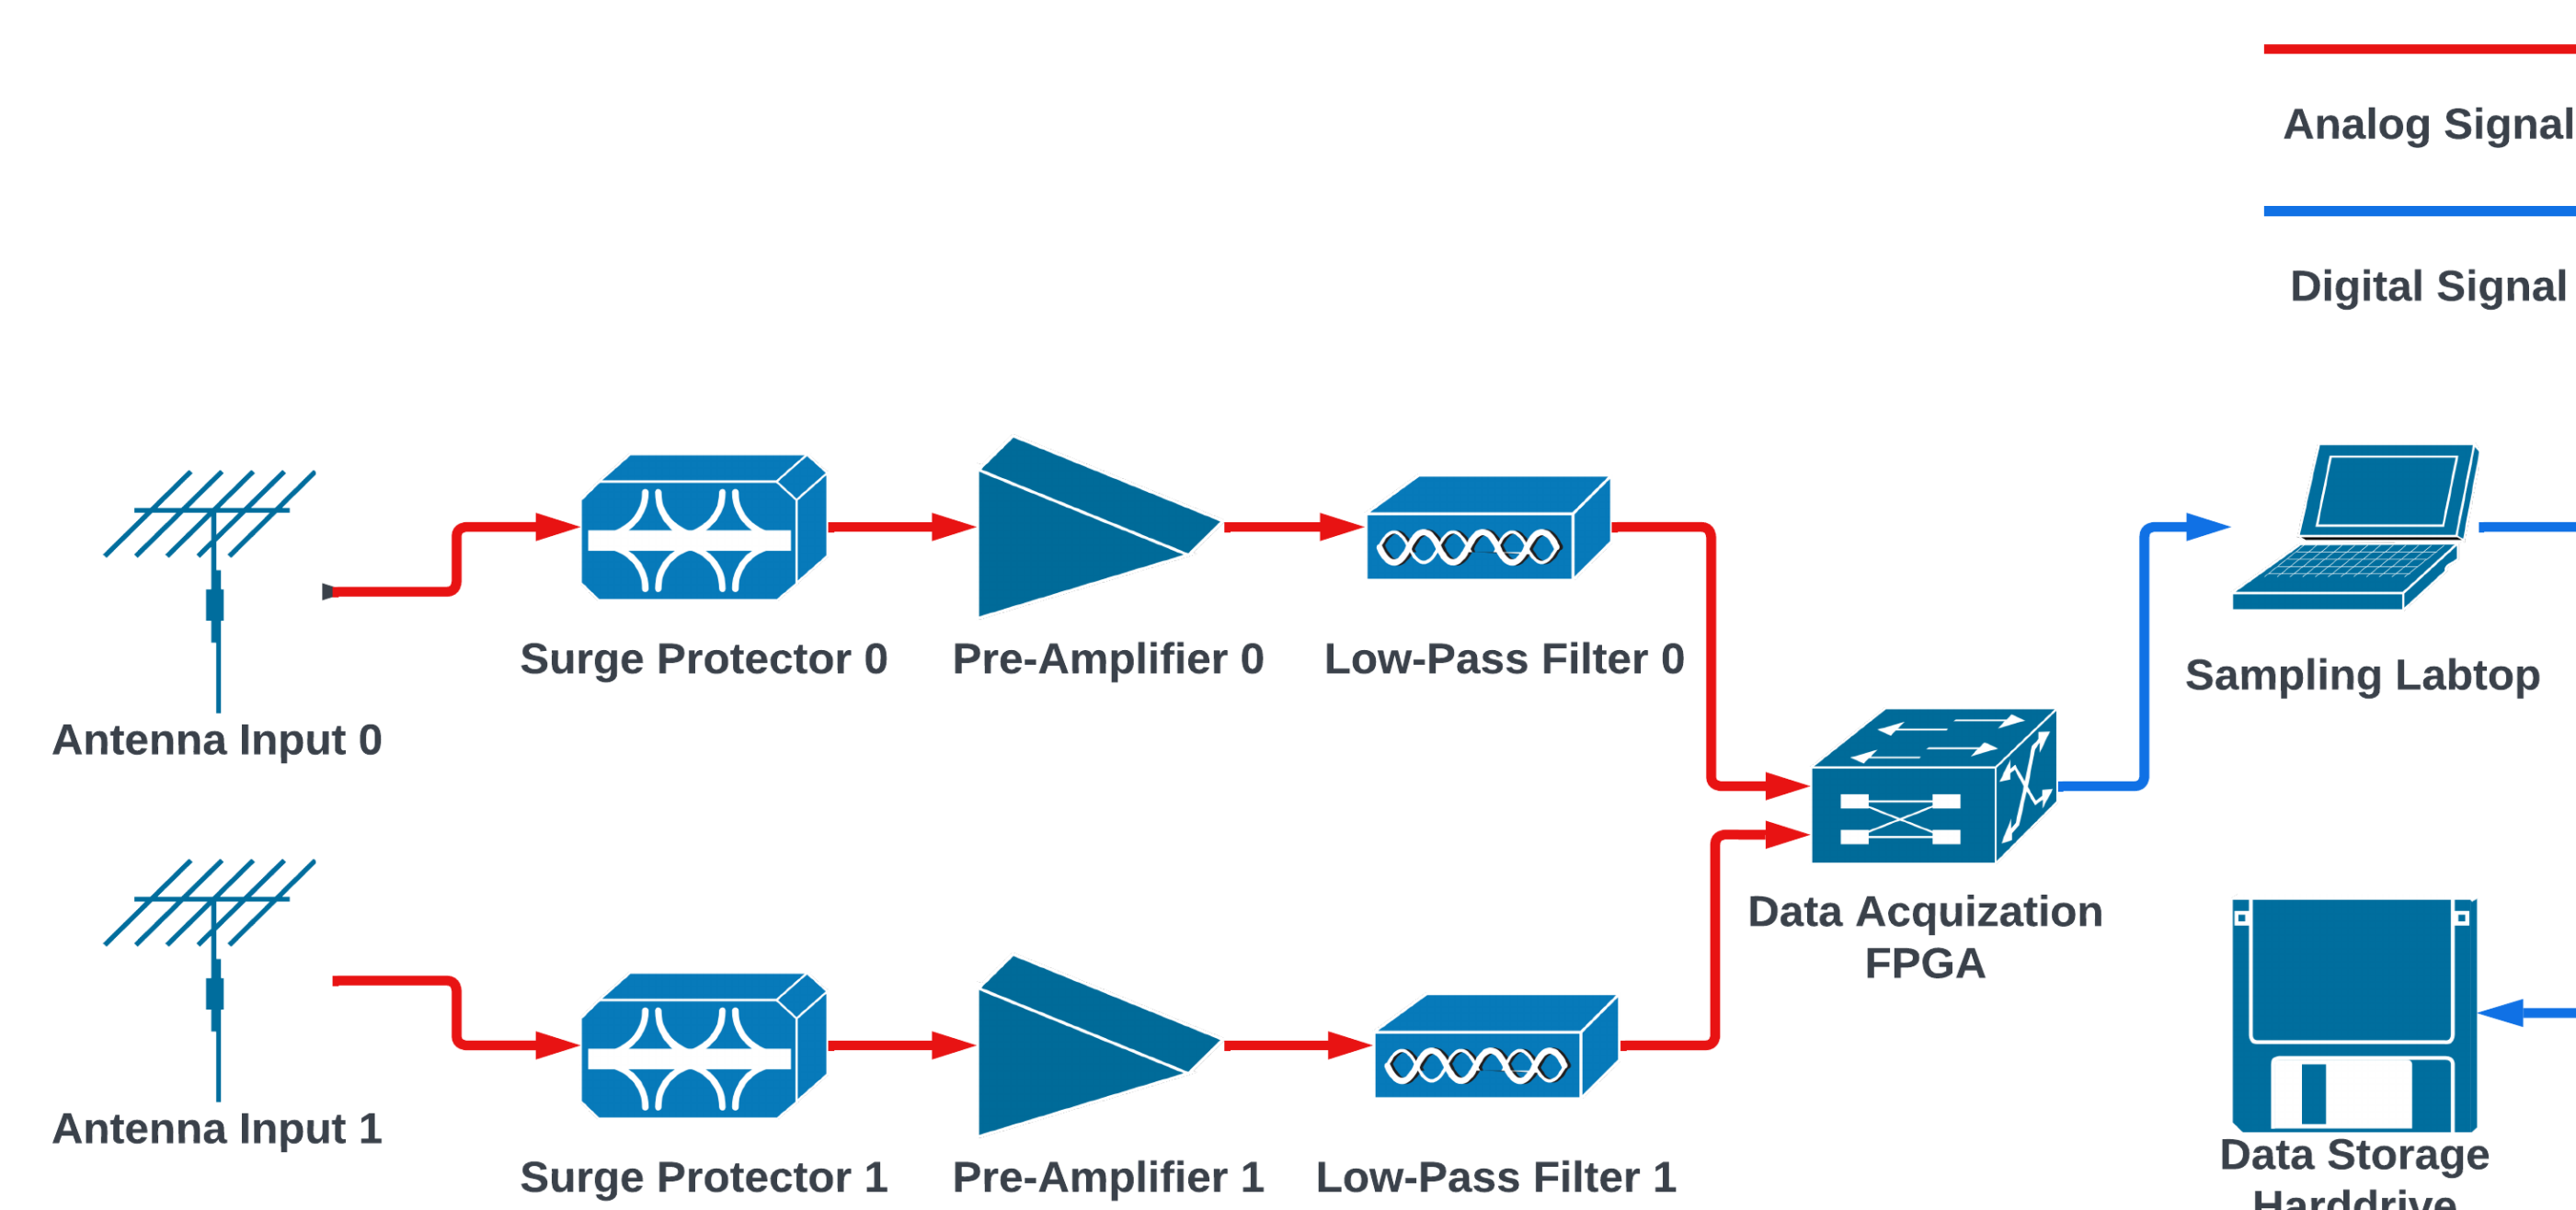 Analog Signal
Digital Signal
Surge Protector 0
Pre-Amplifier 0
Low-Pass Filter 0
Sampling Labtop
Antenna Input 0
Data Acquization
FPGA
Antenna Input 1
Surge Protector 1
Pre-Amplifier 1
Low-Pass Filter 1
Data Storage
Harddrive